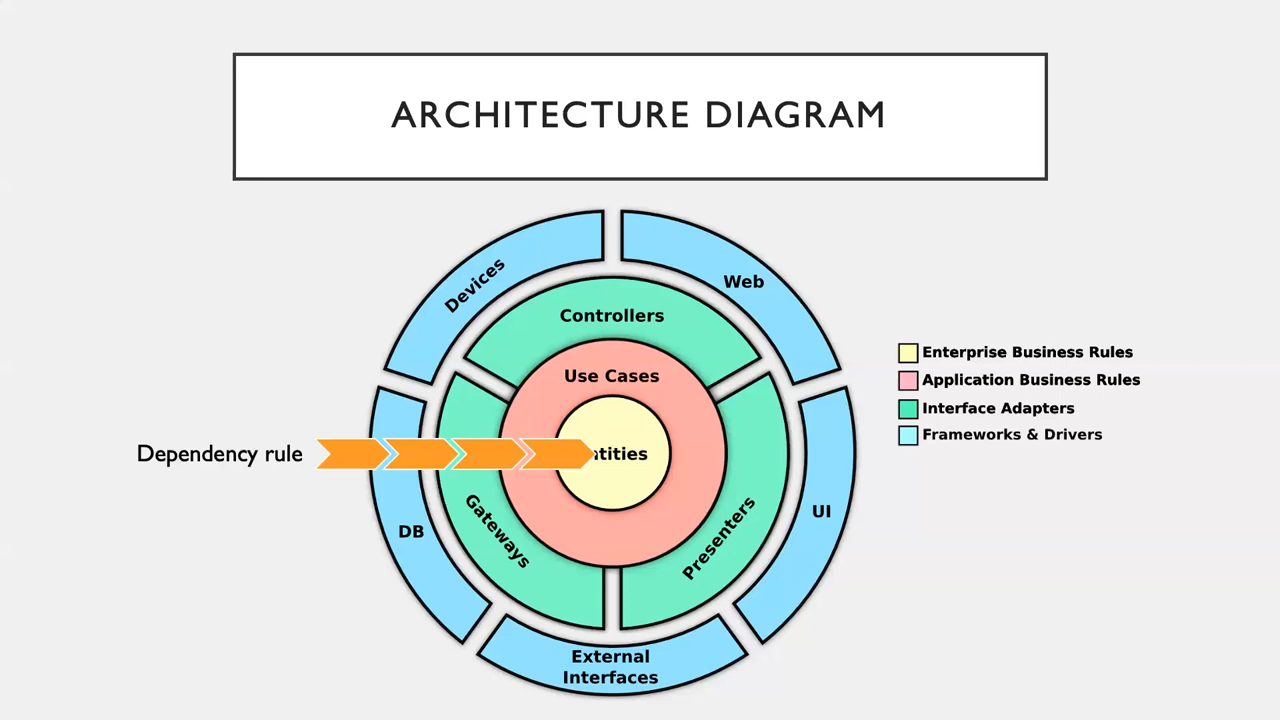 ARCHITECTURE DIAGRAM
Devices
Web
Controllers
Use Cases
Enterprise Business Rules
Application Business Rules
Interface Adapters
Frameworks & Drivers
Dependency rule
Gateways
Presenters
DB
UI
External
Interfaces